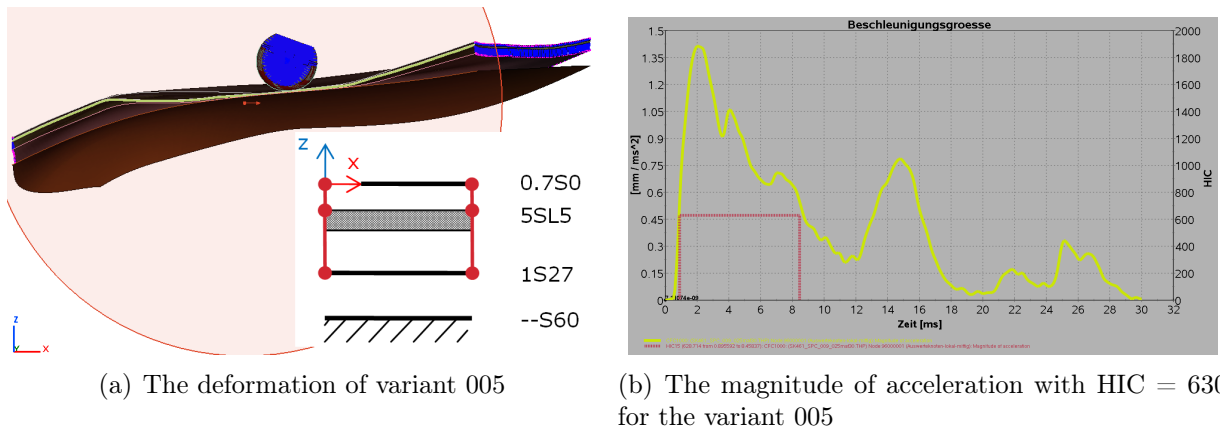 z
x
0.7S0
5SL5
1S27
--S60
z
x
(a) The deformation of variant 005
Beschleunigungsgroesse
[mm / ms^2]
1.5
1.35
1.2
1.05
0.9
0.75
0.6
0.45
0.3
0.15
0
HIC
2000
1800
1600
1400
1200
1000
800
600
400
200
0
0 2 4 6 8 10 12 14 16 18 20 22 24 26 28 30 32
Zeit [ms]
Magnitude of acceleration
(b) The magnitude of acceleration with HIC = 630
for the variant 005